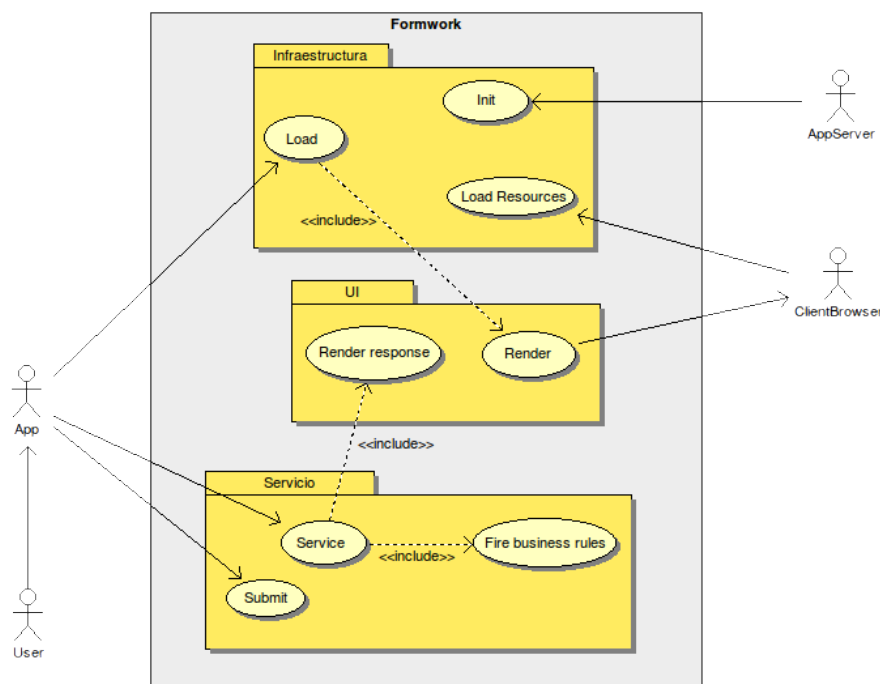 Formwork
Infraestructura
Init
Load
AppServer
Load Resources
<<include>>
UI
ClientBrowser
Render response
Render
App
<<include>>
Servicio
Service
Fire business rules
<<include>>
Submit
User